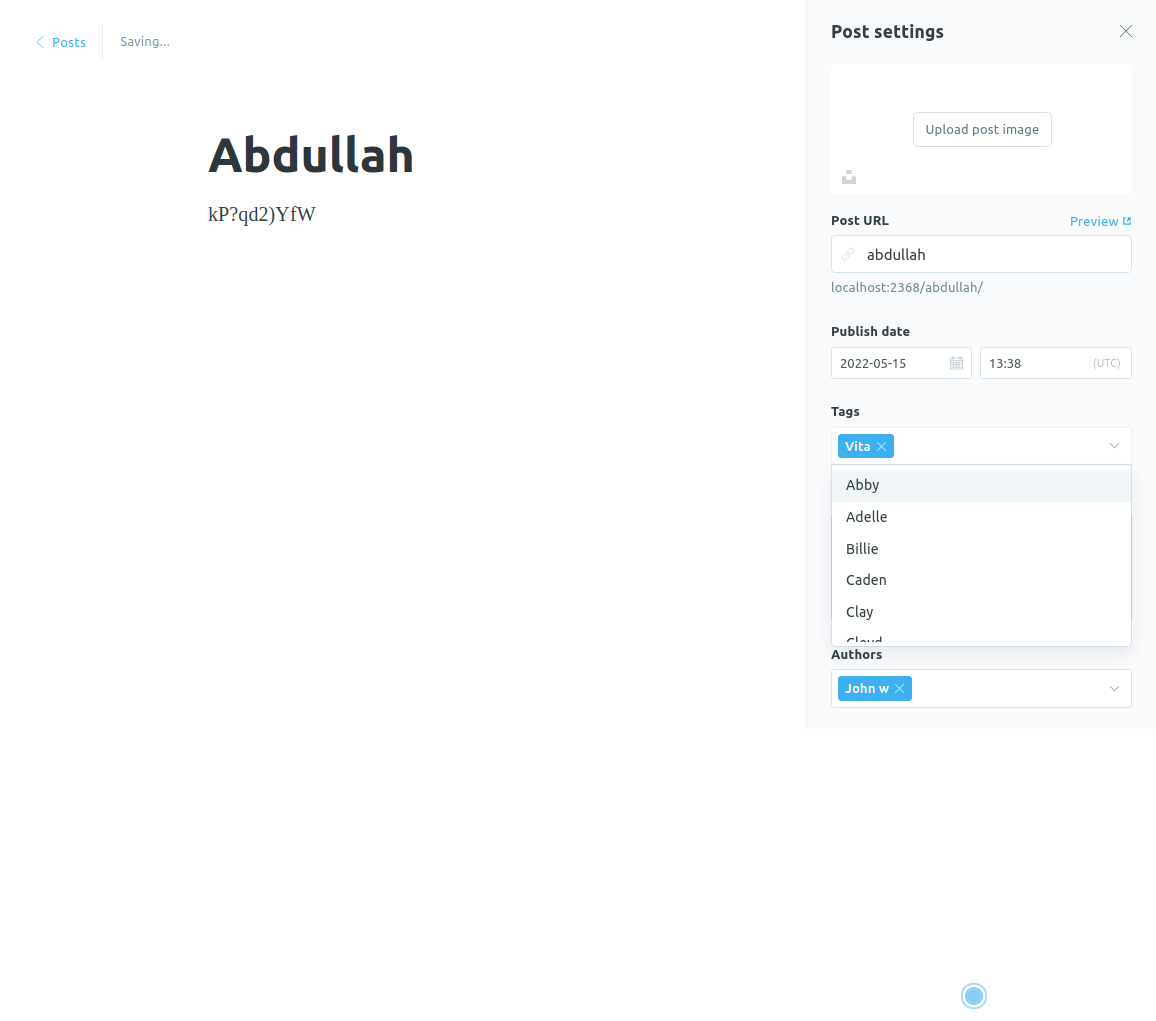 Posts
Saving...
Abdullah
kP?qd2)YfW
Post settings
Upload post image
Post URL
Preview
abdullah
localhost:2368/abdullah/
Publish date
2022-05-15
13:38
(UTC)
Tags
Vita
Abby
Adelle
Billie
Caden
Clay
Authors
John w